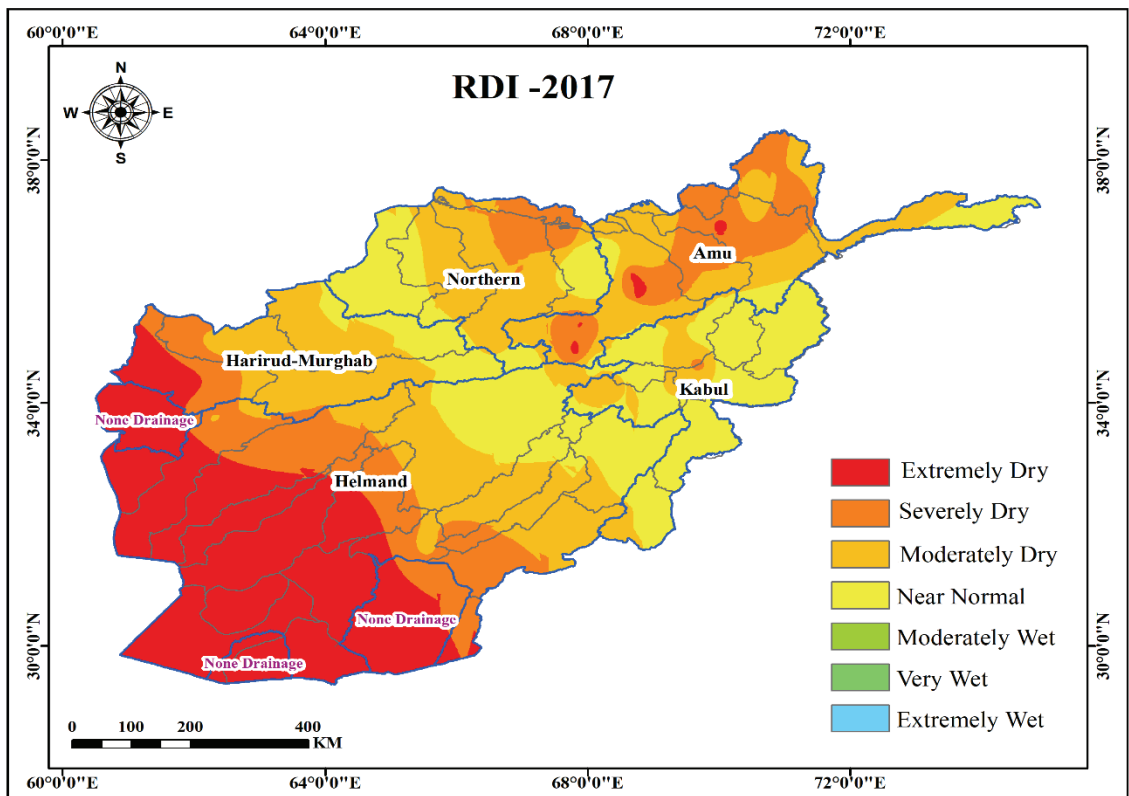 60°0'0"E 64°0'0"E 68°0'0"E 72°0'0"E
RDI -2017
N
W E
S
38°0'0"N 38°0'0"N
Amu
Northern
Harirud-Murghab
Kabul
34°0'0"N 34°0'0"N
None Drainage
Helmand
Extremely Dry
Severely Dry
Moderately Dry
Near Normal
None Drainage
30°0'0"N 30°0'0"N
Moderately Wet
None Drainage
Very Wet
Extremely Wet
0 100 200 400
KM
60°0'0"E 64°0'0"E 68°0'0"E 72°0'0"E